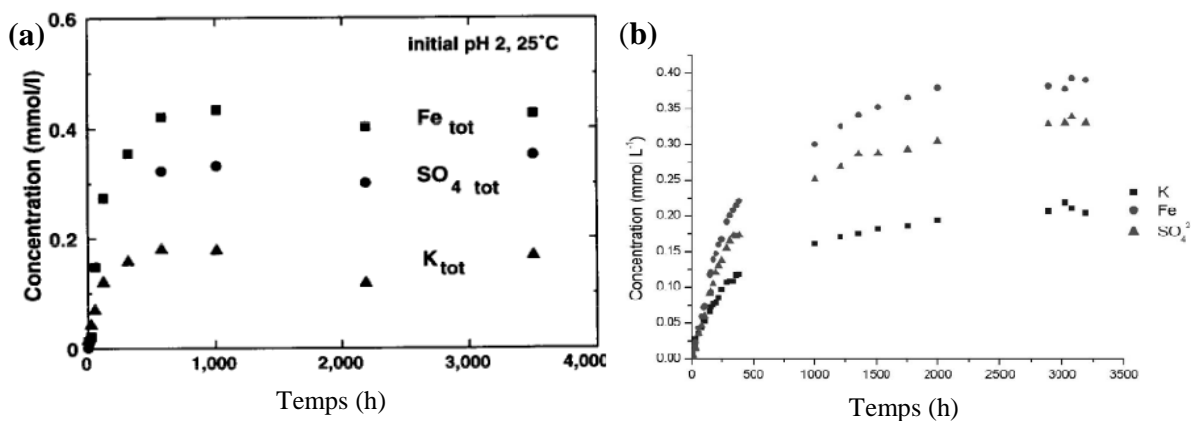 (a)
initial pH 2, 25°C
Concentration (mmol/l)
0.6
0.4
0.2
0
Fe tot
SO4 tot
Ktot
0 1,000 2,000 3,000 4,000
Temps (h)
(b)
Concentration (mmol L-1)
0.40
0.35
0.30
0.25
0.20
0.15
0.10
0.05
0.00
K
Fe
SO4 2
0 500 1000 1500 2000 2500 3000 3500
Temps (h)